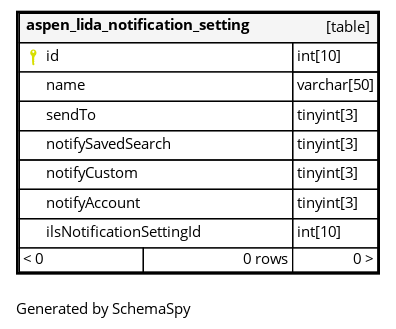 aspen_lida_notification_setting [table]
id int[10]
name varchar[50]
sendTo tinyint[3]
notifySavedSearch tinyint[3]
notifyCustom tinyint[3]
notifyAccount tinyint[3]
ilsNotificationSettingId int[10]
< 0 0 rows 0 >
Generated by SchemaSpy